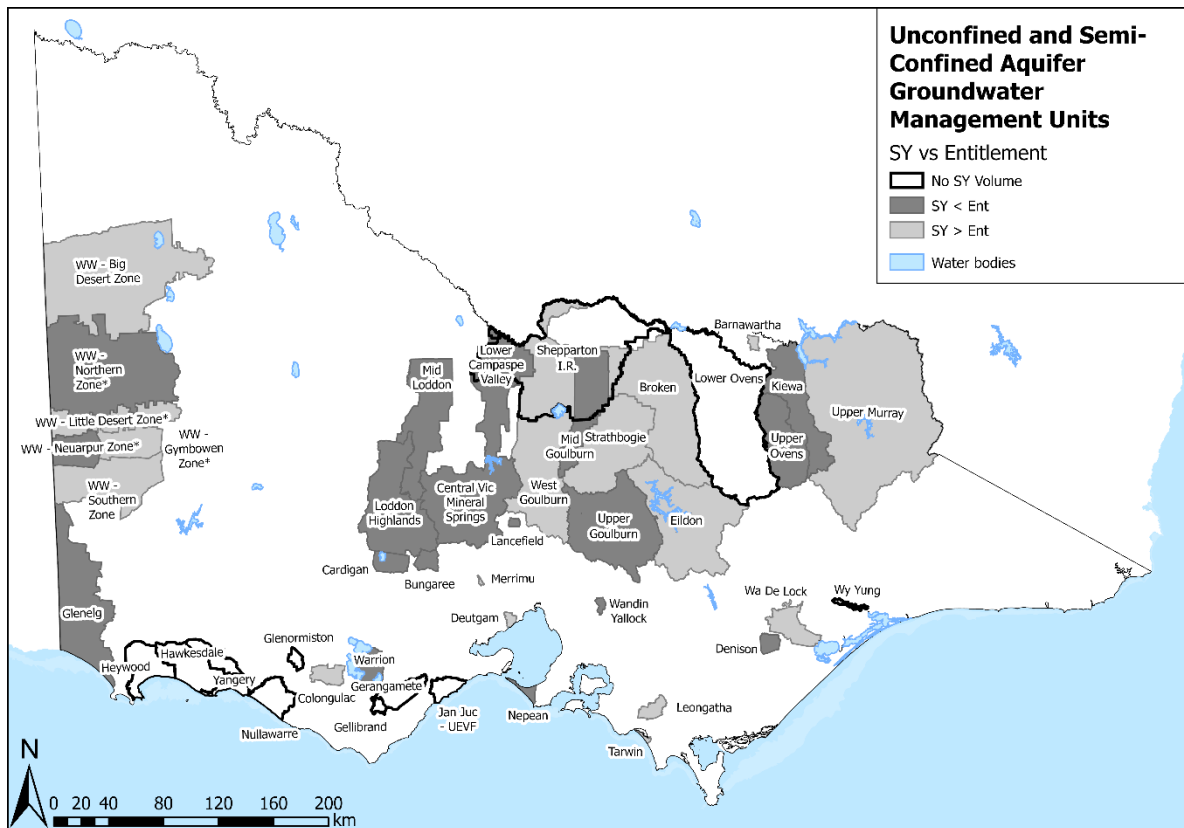 Unconfined and Semi-
Confined Aquifer
Groundwater
Management Units
SY vs Entitlement
No SY Volume
SY < Ent
SY > Ent
Water bodies
WW - Big
Desert Zone
WW -
Northern
Zone*
WW - Little Desert Zone*
WW - Neuarpur Zone*
WW -
Gymbowen
Zone*
WW -
Southern
Zone
Glenelg
Mid
Loddon
Lower
Campaspe
Valley
Shepparton
I.R.
Barnawartha
Broken
Lower Ovens
Kiewa
Upper Murray
Upper
Ovens
Mid
Goulburn
Strathbogie
Loddon
Highlands
Central Vic
Mineral
Springs
West
Goulburn
Upper
Goulburn
Eildon
Lancefield
Cardigan
Bungaree
Merrimu
Deutgam
Wandin
Yallock
Wa De Lock
Wy Yung
Denison
Heywood
Hawkesdale
Glenormiston
Yangery
Warrion
Colongulac
Gerangamete
Nullawarre
Gellibrand
Jan Juc
- UEVF
Nepean
Leongatha
Tarwin
N
0 20 40 80 120 160 200
km